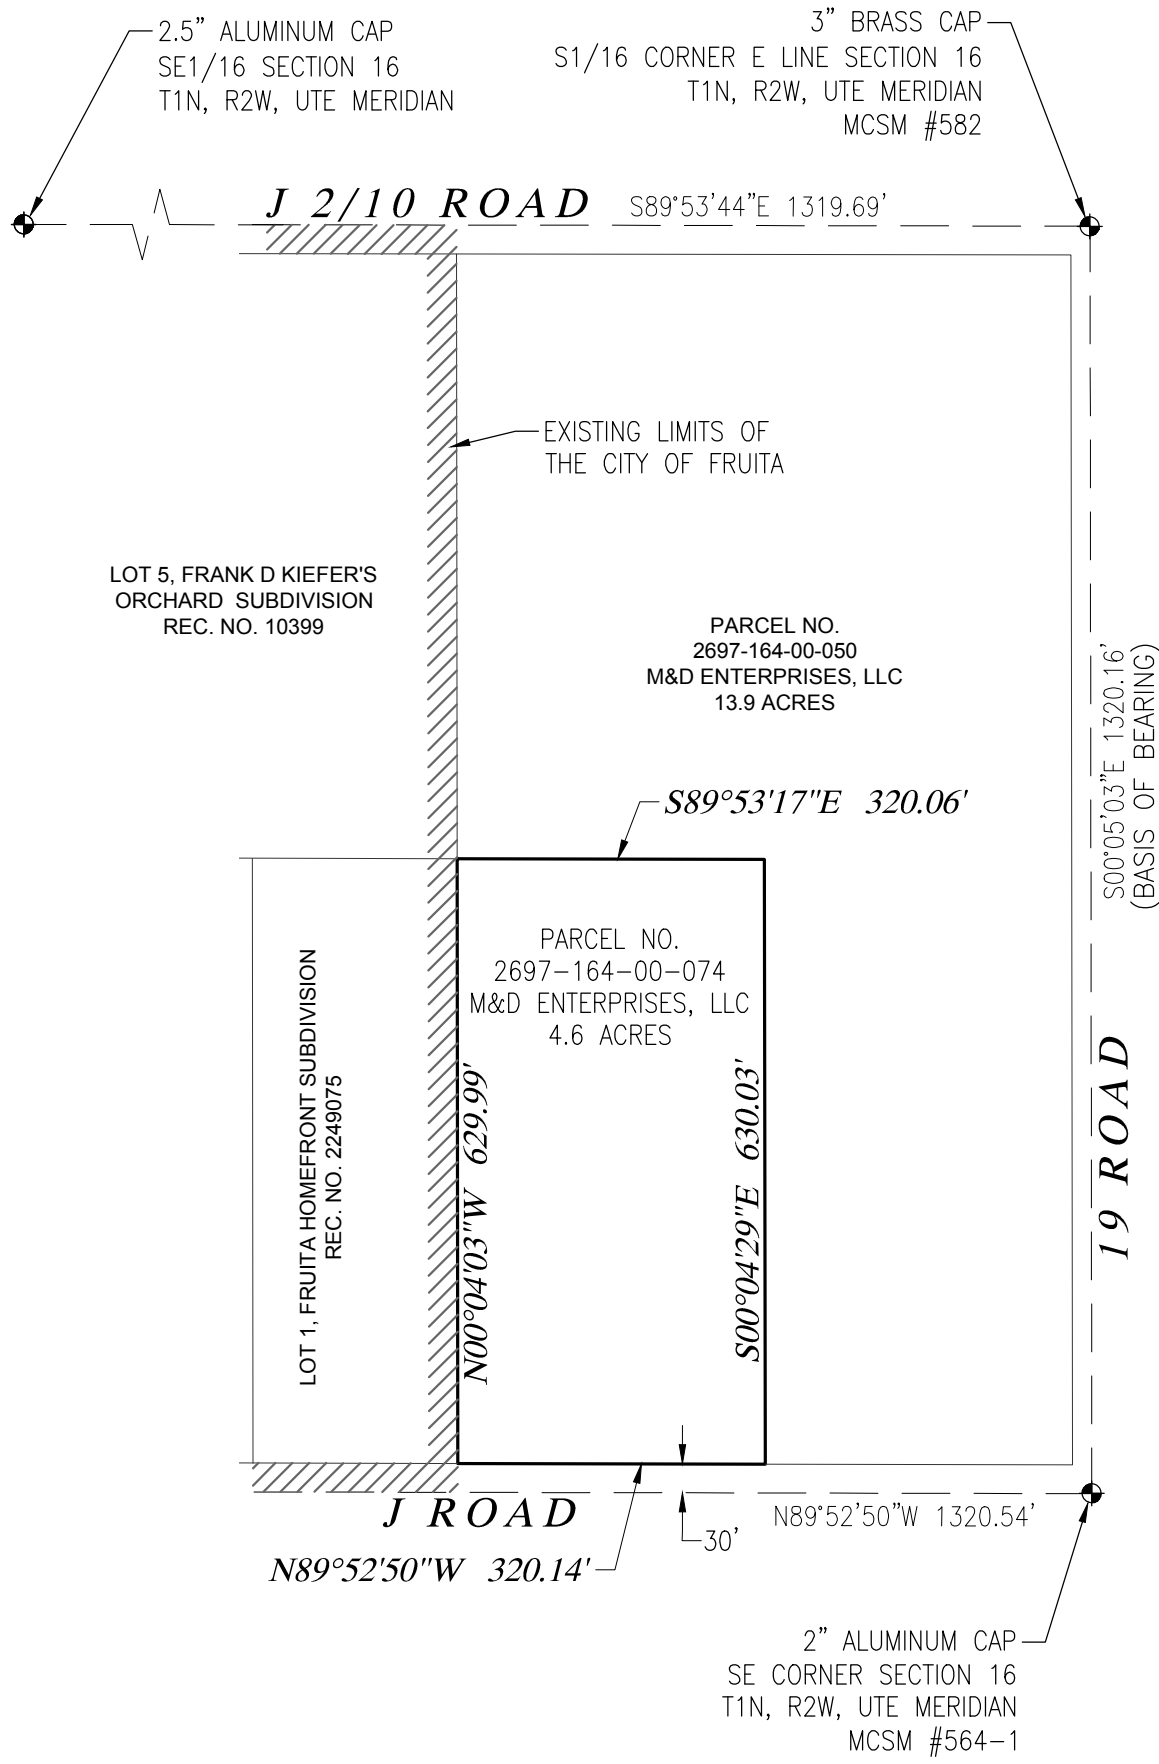 2.5” ALUMINUM CAP
SE1/16 SECTION 16
T1N, R2W, UTE MERIDIAN
3” BRASS CAP
S1/16 CORNER E LINE SECTION 16
T1N, R2W, UTE MERIDIAN
MCSM #582
J 2/10 ROAD
S89°53’44”E 1319.69’
EXISTING LIMITS OF
THE CITY OF FRUITA
LOT 5, FRANK D KIEFER'S
ORCHARD SUBDIVISION
REC. NO. 10399
PARCEL NO.
2697-164-00-050
M&D ENTERPRISES, LLC
13.9 ACRES
S00°05’03”E 1320.16’
(BASIS OF BEARING)
S89°53'17"E 320.06'
PARCEL NO.
2697-164-00-074
M&D ENTERPRISES, LLC
4.6 ACRES
LOT 1, FRUITA HOMEFRONT SUBDIVISION
REC. NO. 2249075
N00°04'03"W 629.99'
S00°04'29"E 630.03'
19 ROAD
J ROAD
N89°52’50”W 1320.54’
30’
N89°52'50"W 320.14'
2” ALUMINUM CAP
SE CORNER SECTION 16
T1N, R2W, UTE MERIDIAN
MCSM #564-1